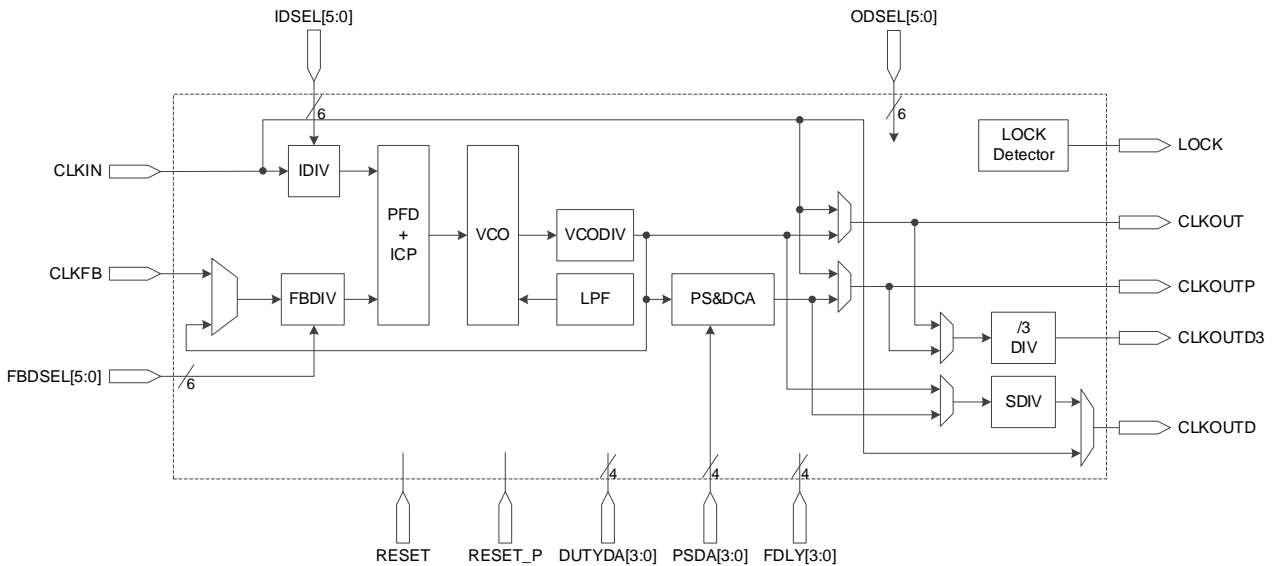 IDSEL[5:0]
ODSEL[5:0]
6
6
LOCK
Detector
LOCK
CLKIN
IDIV
PFD
+
ICP
VCO
VCODIV
CLKOUT
CLKFB
FBDIV
LPF
PS&DCA
CLKOUTP
/3
DIV
CLKOUTD3
FBDSEL[5:0]
6
SDIV
CLKOUTD
4
4
4
RESET
RESET_P
DUTYDA[3:0]
PSDA[3:0]
FDLY[3:0]